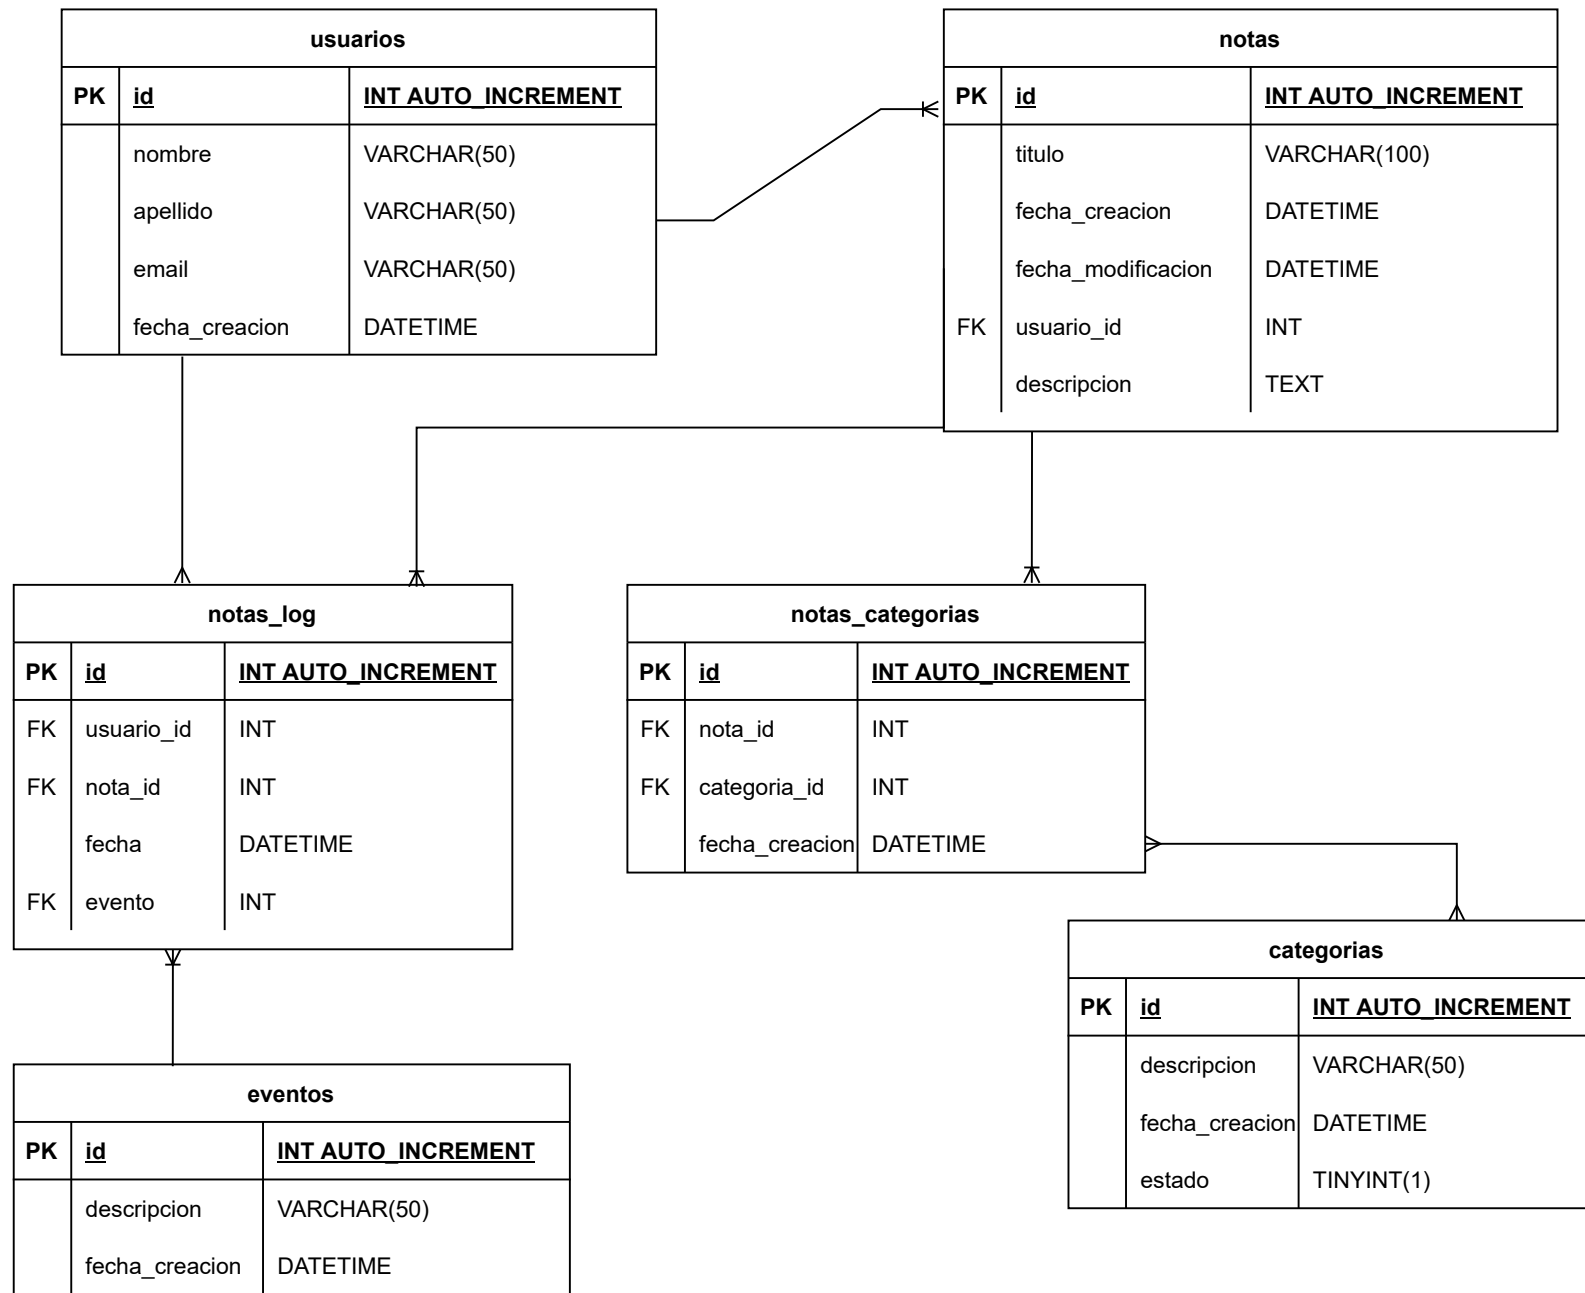 usuarios
PK id INT AUTO_INCREMENT
nombre VARCHAR(50)
apellido VARCHAR(50)
email VARCHAR(50)
fecha_creacion DATETIME
notas
PK id INT AUTO_INCREMENT
titulo VARCHAR(100)
fecha_creacion DATETIME
fecha_modificacion DATETIME
FK usuario_id INT
descripcion TEXT
notas_log
PK id INT AUTO_INCREMENT
FK usuario_id INT
FK nota_id INT
fecha DATETIME
FK evento INT
notas_categorias
PK id INT AUTO_INCREMENT
FK nota_id INT
FK categoria_id INT
fecha_creacion DATETIME
categorias
PK id INT AUTO_INCREMENT
descripcion VARCHAR(50)
fecha_creacion DATETIME
estado TINYINT(1)
eventos
PK id INT AUTO_INCREMENT
descripcion VARCHAR(50)
fecha_creacion DATETIME